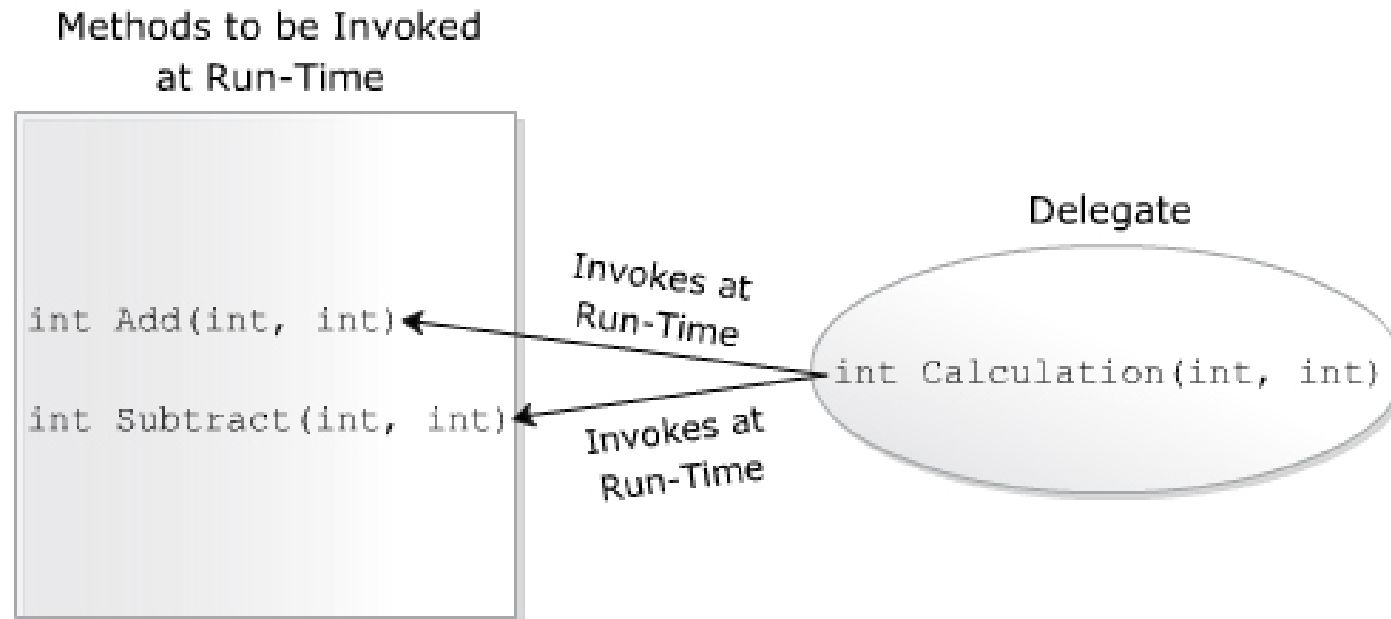 Methods to be Invoked
at Run-Time
Delegate
Invokes at
Run-Time
int Add(int, int)
int Calculation(int, int)
int Subtract(int, int)
Invokes at
Run-Time